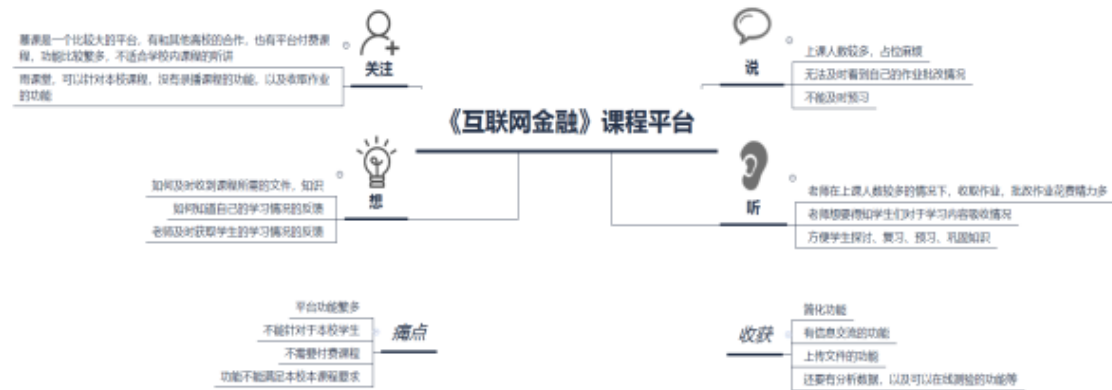 慕课是一个比较大的平台，有和其他高校的合作，也有平台付费课
程，功能比较繁多，不适合学校内课程的听讲
雨课堂，可以针对本校课程，没有录播课程的功能，以及收取作业
的功能
关注
说
上课人数较多，占位麻烦
无法及时看到自己的作业批改情况
不能及时预习
《互联网金融》课程平台
如何及时收到课程所需的文件，知识
如何知道自己的学习情况的反馈
老师及时获取学生的学习情况的反馈
想
听
老师在上课人数较多的情况下，收取作业，批改作业花费精力多
老师想要得知学生们对于学习内容吸收情况
方便学生探讨、复习、预习、巩固知识
平台功能繁多
不能针对于本校学生
不需要付费课程
功能不能满足本校本课程要求
痛点
收获
简化功能
有信息交流的功能
上传文件的功能
还要有分析数据，以及可以在线测验的功能等